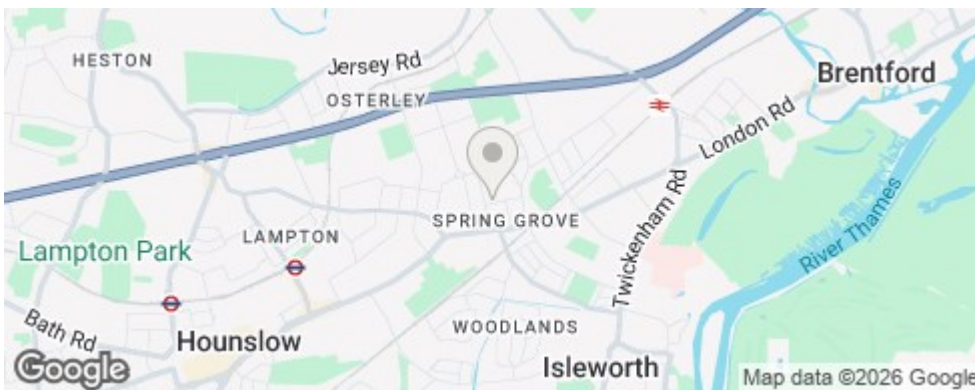 HESTON
Jersey Rd
OSTERLEY
Brentford
London Rd
SPRING GROVE
Twickenham Rd
River Thames
LAMPTON
Lampton Park
Bath Rd
Hounslow
WOODLANDS
Isleworth
Google
Map data ©2026 Google